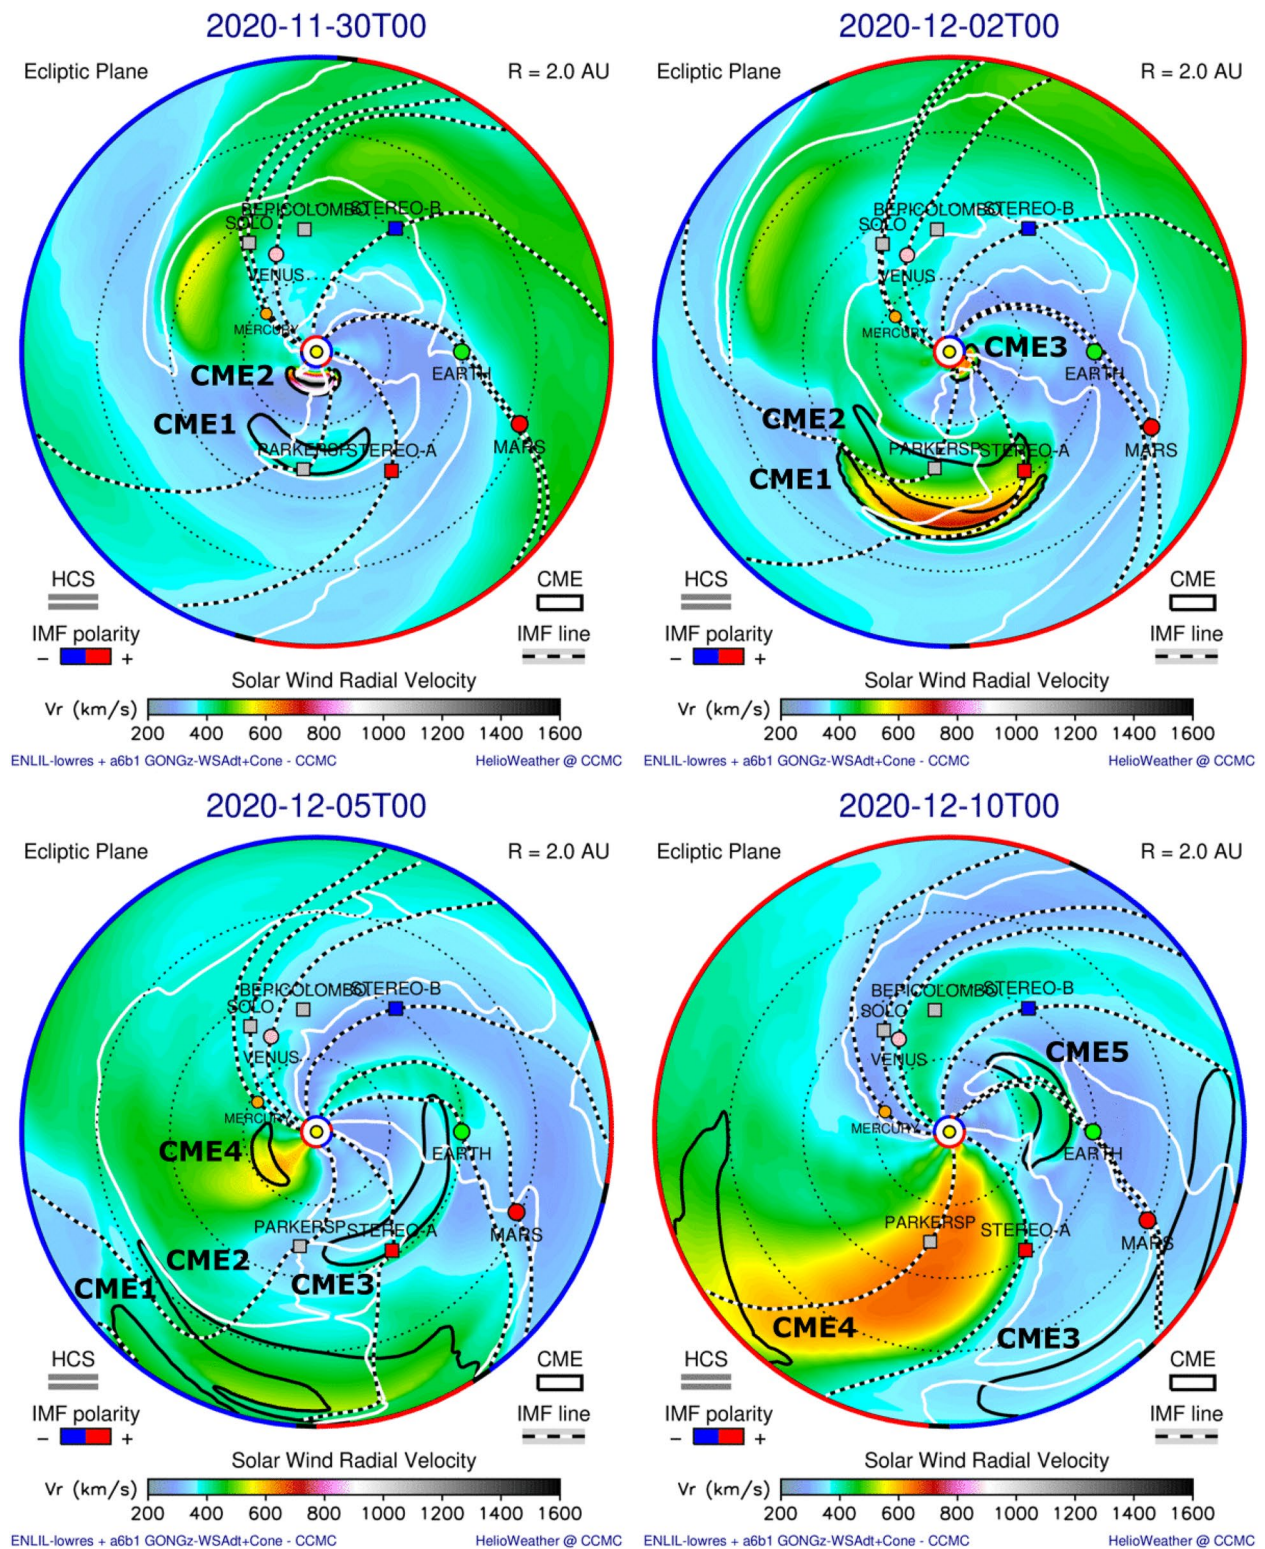 2020-11-30T00
Ecliptic Plane R = 2.0 AU
BEPICOLOMBO STEREO-B
SOLO
VENUS
MERCURY
CME2
EARTH
CME1
PARKERSP STEREO-A
MARS
HCS CME
IMF polarity IMF line
− +
Solar Wind Radial Velocity
Vr (km/s)
200 400 600 800 1000 1200 1400 1600
ENLIL-lowres + a6b1 GONGz-WSAdt+Cone - CCMC HelioWeather @ CCMC
2020-12-02T00
Ecliptic Plane R = 2.0 AU
BEPICOLOMBO STEREO-B
SOLO
VENUS
MERCURY
CME3
EARTH
CME2
PARKERSP STEREO-A
MARS
CME1
HCS CME
IMF polarity IMF line
− +
Solar Wind Radial Velocity
Vr (km/s)
200 400 600 800 1000 1200 1400 1600
ENLIL-lowres + a6b1 GONGz-WSAdt+Cone - CCMC HelioWeather @ CCMC
2020-12-05T00
Ecliptic Plane R = 2.0 AU
BEPICOLOMBO STEREO-B
SOLO
VENUS
MERCURY
CME4
EARTH
PARKERSP STEREO-A
MARS
CME2
CME1
CME3
HCS CME
IMF polarity IMF line
− +
Solar Wind Radial Velocity
Vr (km/s)
200 400 600 800 1000 1200 1400 1600
ENLIL-lowres + a6b1 GONGz-WSAdt+Cone - CCMC HelioWeather @ CCMC
2020-12-10T00
Ecliptic Plane R = 2.0 AU
BEPICOLOMBO STEREO-B
SOLO
CME5
VENUS
MERCURY
EARTH
PARKERSP STEREO-A
MARS
CME4
CME3
HCS CME
IMF polarity IMF line
− +
Solar Wind Radial Velocity
Vr (km/s)
200 400 600 800 1000 1200 1400 1600
ENLIL-lowres + a6b1 GONGz-WSAdt+Cone - CCMC HelioWeather @ CCMC